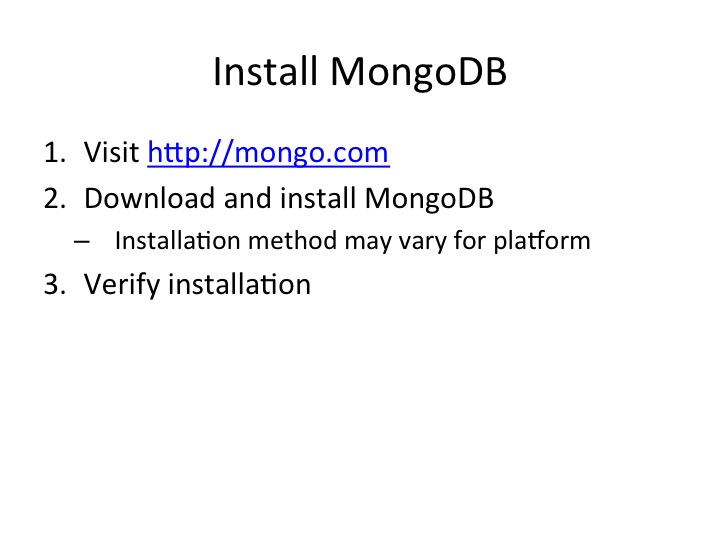 Install MongoDB
1. Visit http://mongo.com
2. Download and install MongoDB
– Installation method may vary for platform
3. Verify installation